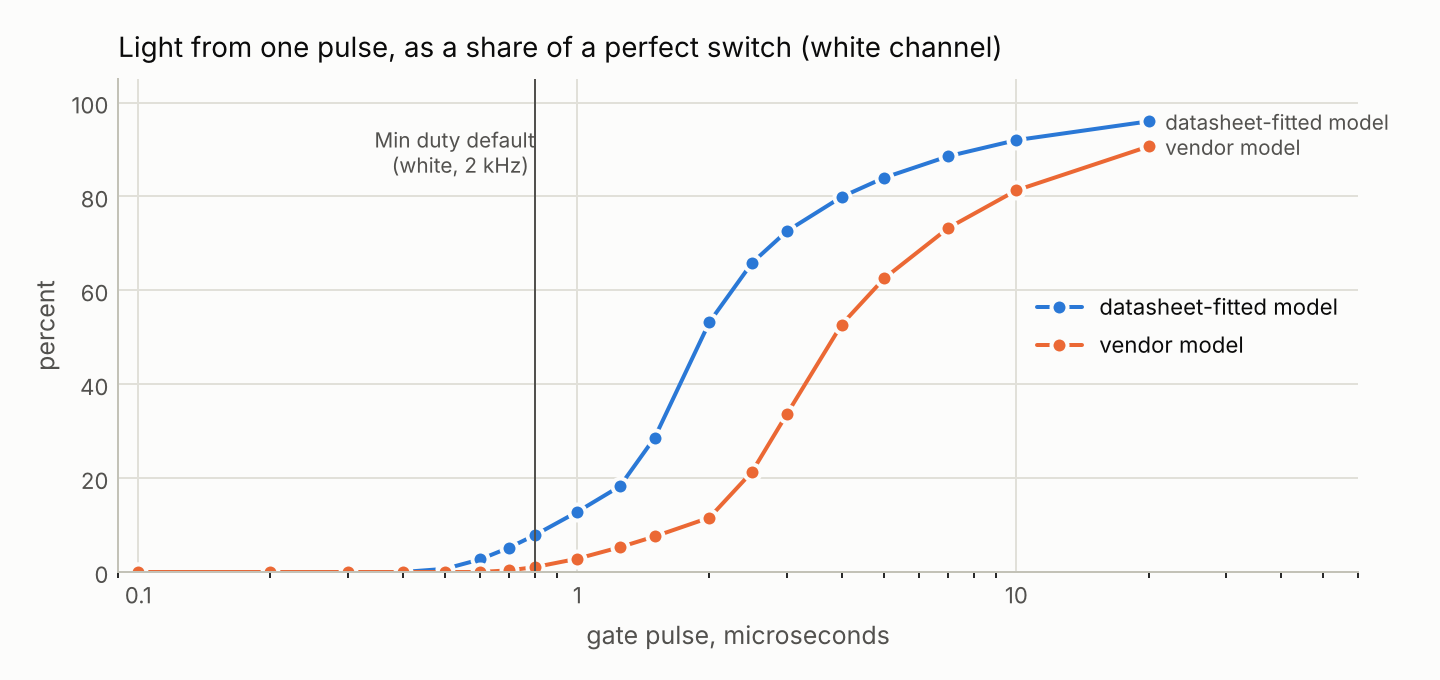 Light from one pulse, as a share of a perfect switch (white channel)
100
80
60
40
20
0
percent
Min duty default
(white, 2 kHz)
datasheet-fitted model
vendor model
datasheet-fitted model
vendor model
0.1
1
10
gate pulse, microseconds